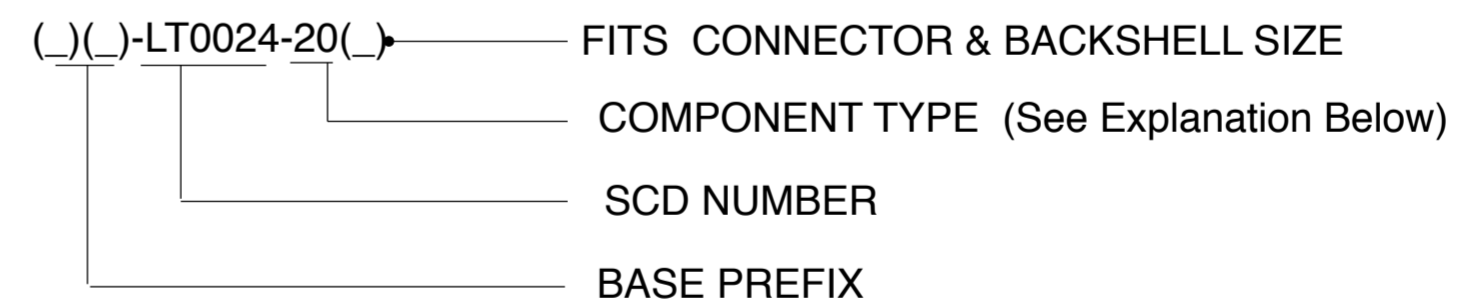 (_)(_)-LT0024-20(_) FITS CONNECTOR & BACKSHELL SIZE
COMPONENT TYPE (See Explanation Below)
SCD NUMBER
BASE PREFIX